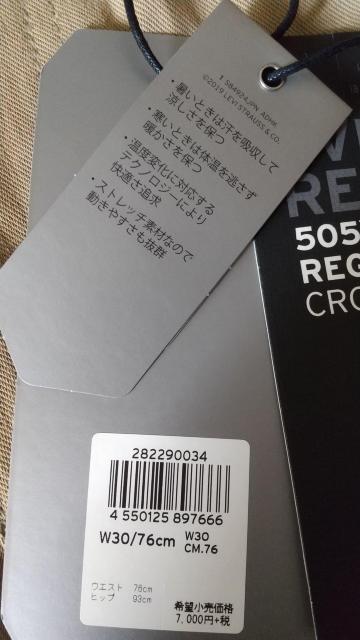 1 SB4924JPN ADHK
©2019 LEVI STRAUSS & CO.
・暑いときは汗を吸収して
涼しさを保つ
・寒いときは体温を逃さず
暖かさを保つ
・温度変化に対応する
テクノロジーにより
快適さ追求
・ストレッチ素材なので
動きやすさも抜群
RE
505
REG
CRO
282290034
4 550125 897666
W30/76cm
W30
CM.76
ウエスト 76cm
ヒップ 93cm
希望小売価格
7,000円+税